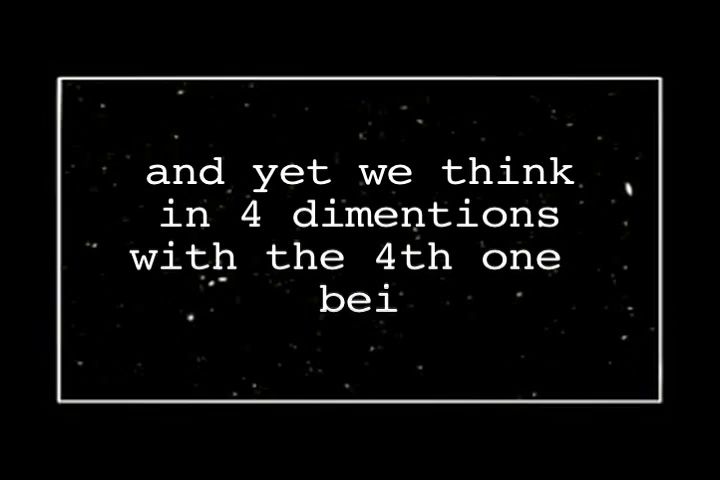 and yet we think
in 4 dimentions
with the 4th one
bei